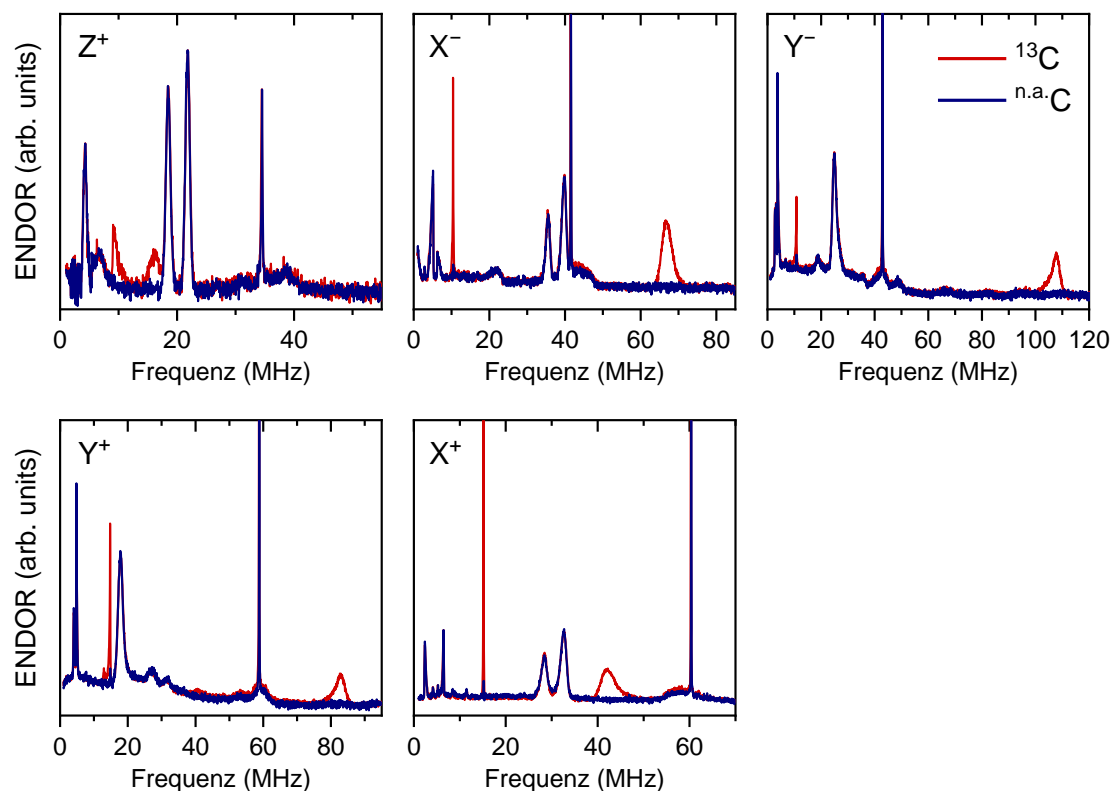 Z⁺
X⁻
Y⁻
¹³C
ⁿ·ᵃ·C
ENDOR (arb. units)
0 20 40
0 20 40 60 80
0 20 40 60 80 100 120
Frequenz (MHz)
Frequenz (MHz)
Frequenz (MHz)
Y⁺
X⁺
ENDOR (arb. units)
0 20 40 60 80
0 20 40 60
Frequenz (MHz)
Frequenz (MHz)